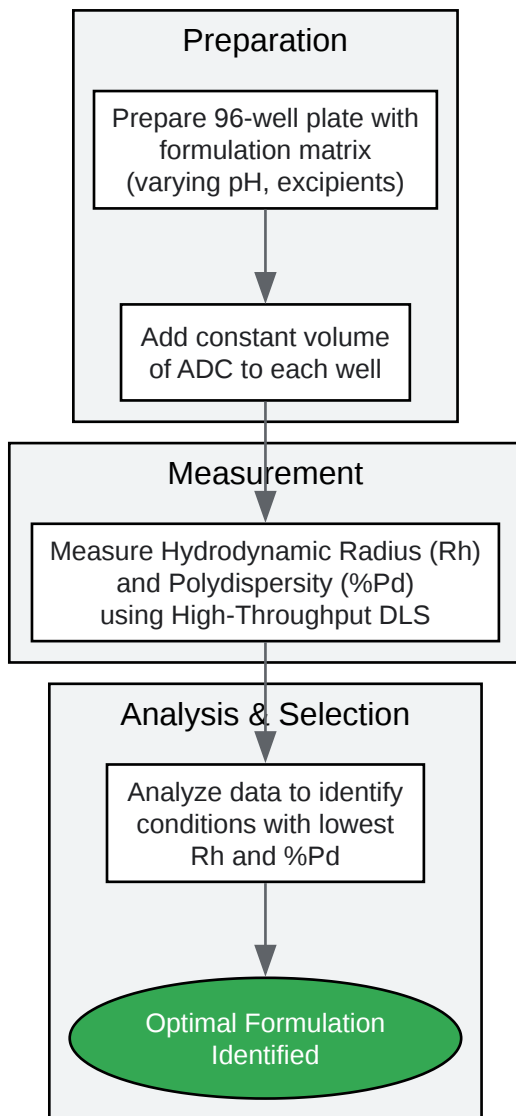 Preparation
Prepare 96-well plate with
formulation matrix
(varying pH, excipients)
Add constant volume
of ADC to each well
Measurement
Measure Hydrodynamic Radius (Rh)
and Polydispersity (%Pd)
using High-Throughput DLS
Analysis & Selection
Analyze data to identify
conditions with lowest
Rh and %Pd
Optimal Formulation
Identified